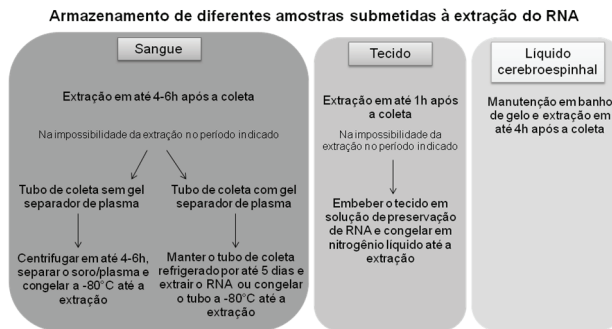 Armazenamento de diferentes amostras submetidas à extração do RNA
Sangue
Extração em até 4-6h após a coleta
Na impossibilidade da extração no período indicado
Tubo de coleta sem gel
separador de plasma
Centrifugar em até 4-6h,
separar o soro/plasma e
congelar a -80°C até a
extração
Tubo de coleta com gel
separador de plasma
Manter o tubo de coleta
refrigerado por até 5 dias e
extrair o RNA ou congelar
o tubo a -80°C até a
extração
Tecido
Extração em até 1h após
a coleta
Na impossibilidade da
extração no período indicado
Embeber o tecido em
solução de preservação
de RNA e congelar em
nitrogênio líquido até a
extração
Líquido
cerebroespinhal
Manutenção em banho
de gelo e extração em
até 4h após a coleta